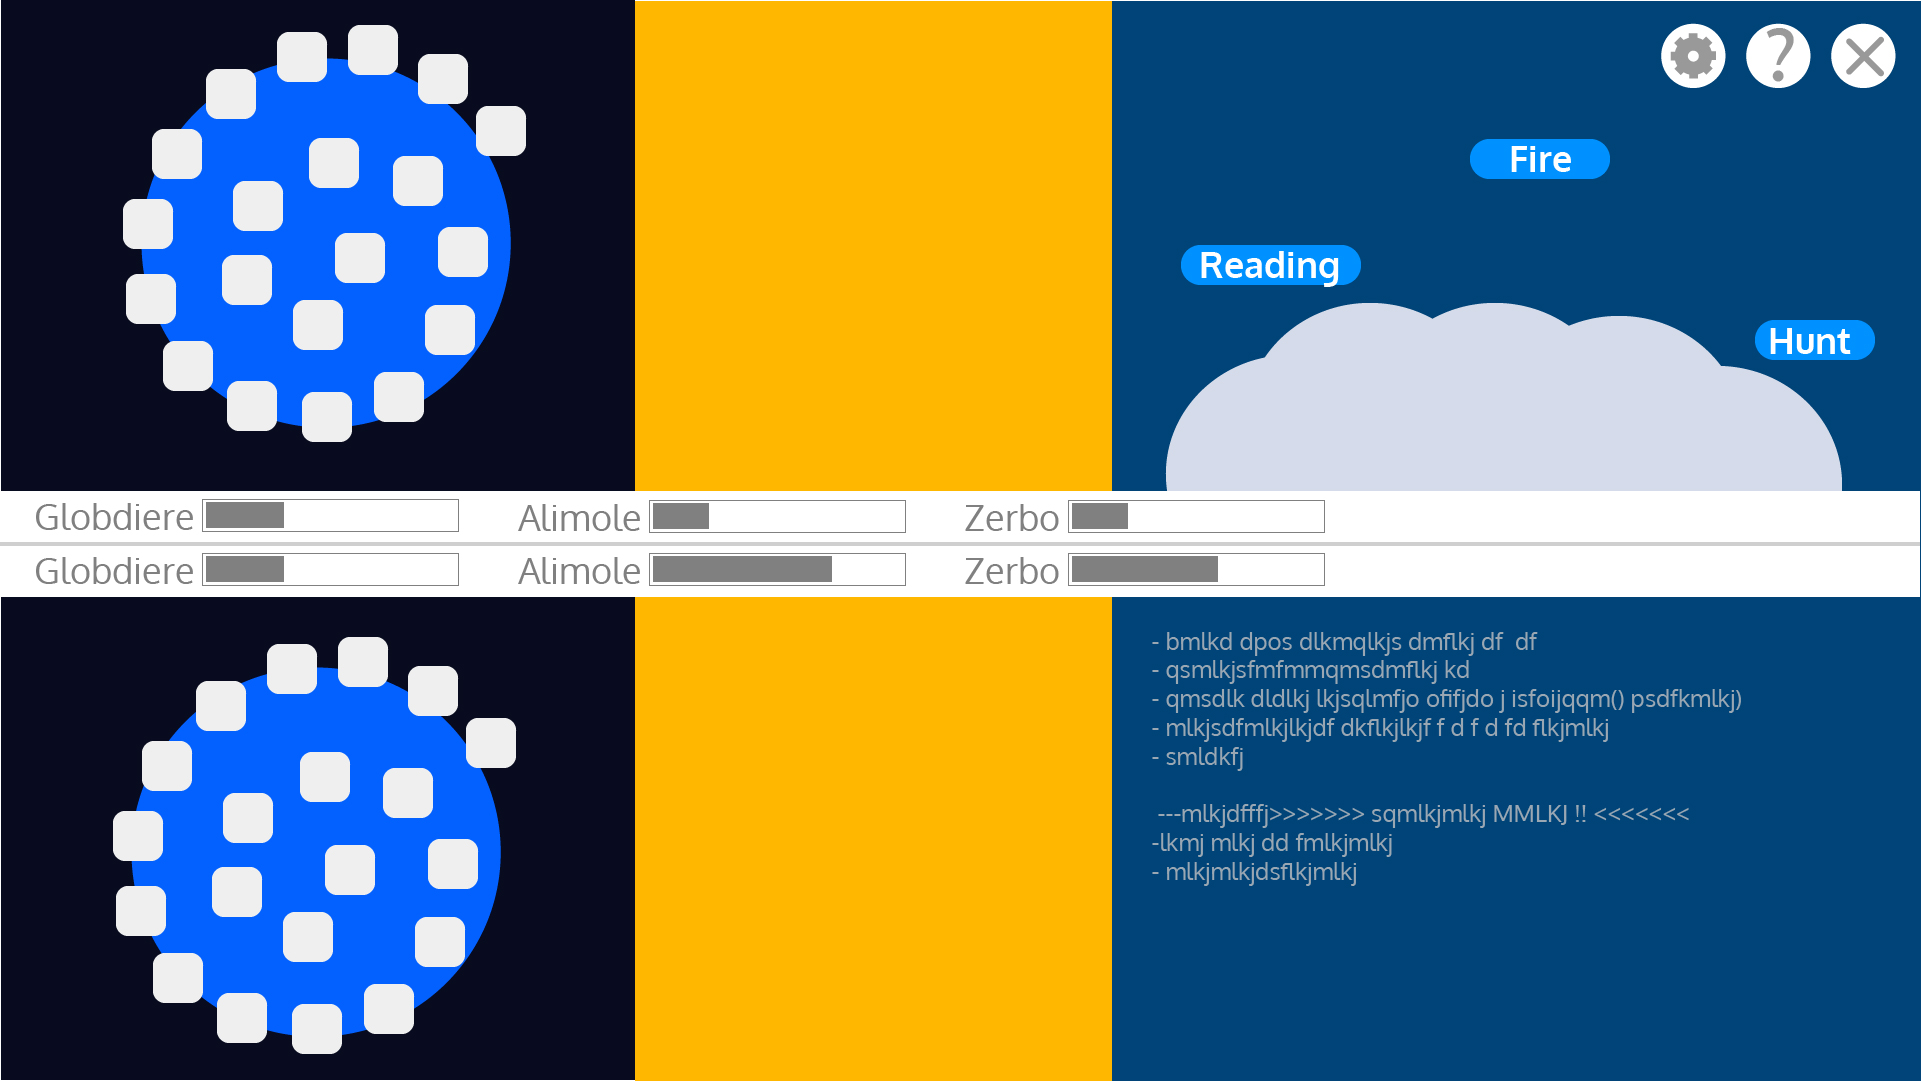 ?
Fire
Reading
Hunt
Globdiere Alimole Zerbo
Globdiere Alimole Zerbo
- bmlkd dpos dlkmqlkjs dmflkj df  df
- qsmlkjsfmfmmqmsdmflkj kd
- qmsdlk dldlkj lkjsqlmfjo ofifjdo j isfoijqqm() psdfkmlkj)
- mlkjsdfmlkjlkjdf dkflkjlkjf f d f d fd flkjmlkj
- smldkfj
---mlkjdfffj>>>>>>> sqmlkjmlkj MMLKJ !! <<<<<<<
-lkmj mlkj dd fmlkjmlkj
- mlkjmlkjdsflkjmlkj